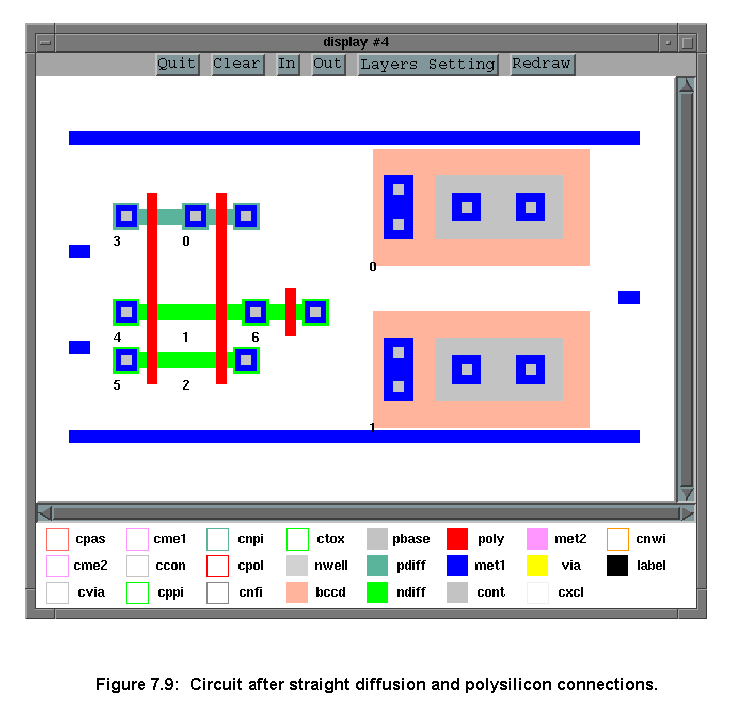 display #4
Quit Clear In Out Layers Setting Redraw
3 0
0
4 1 6
5 2
1
cpas cme1 cnpi ctox pbase poly met2 cnwi
cme2 ccon cpol nwell pdiff met1 via label
cvia cppi cnfi bccd ndiff cont cxcl
Figure 7.9: Circuit after straight diffusion and polysilicon connections.